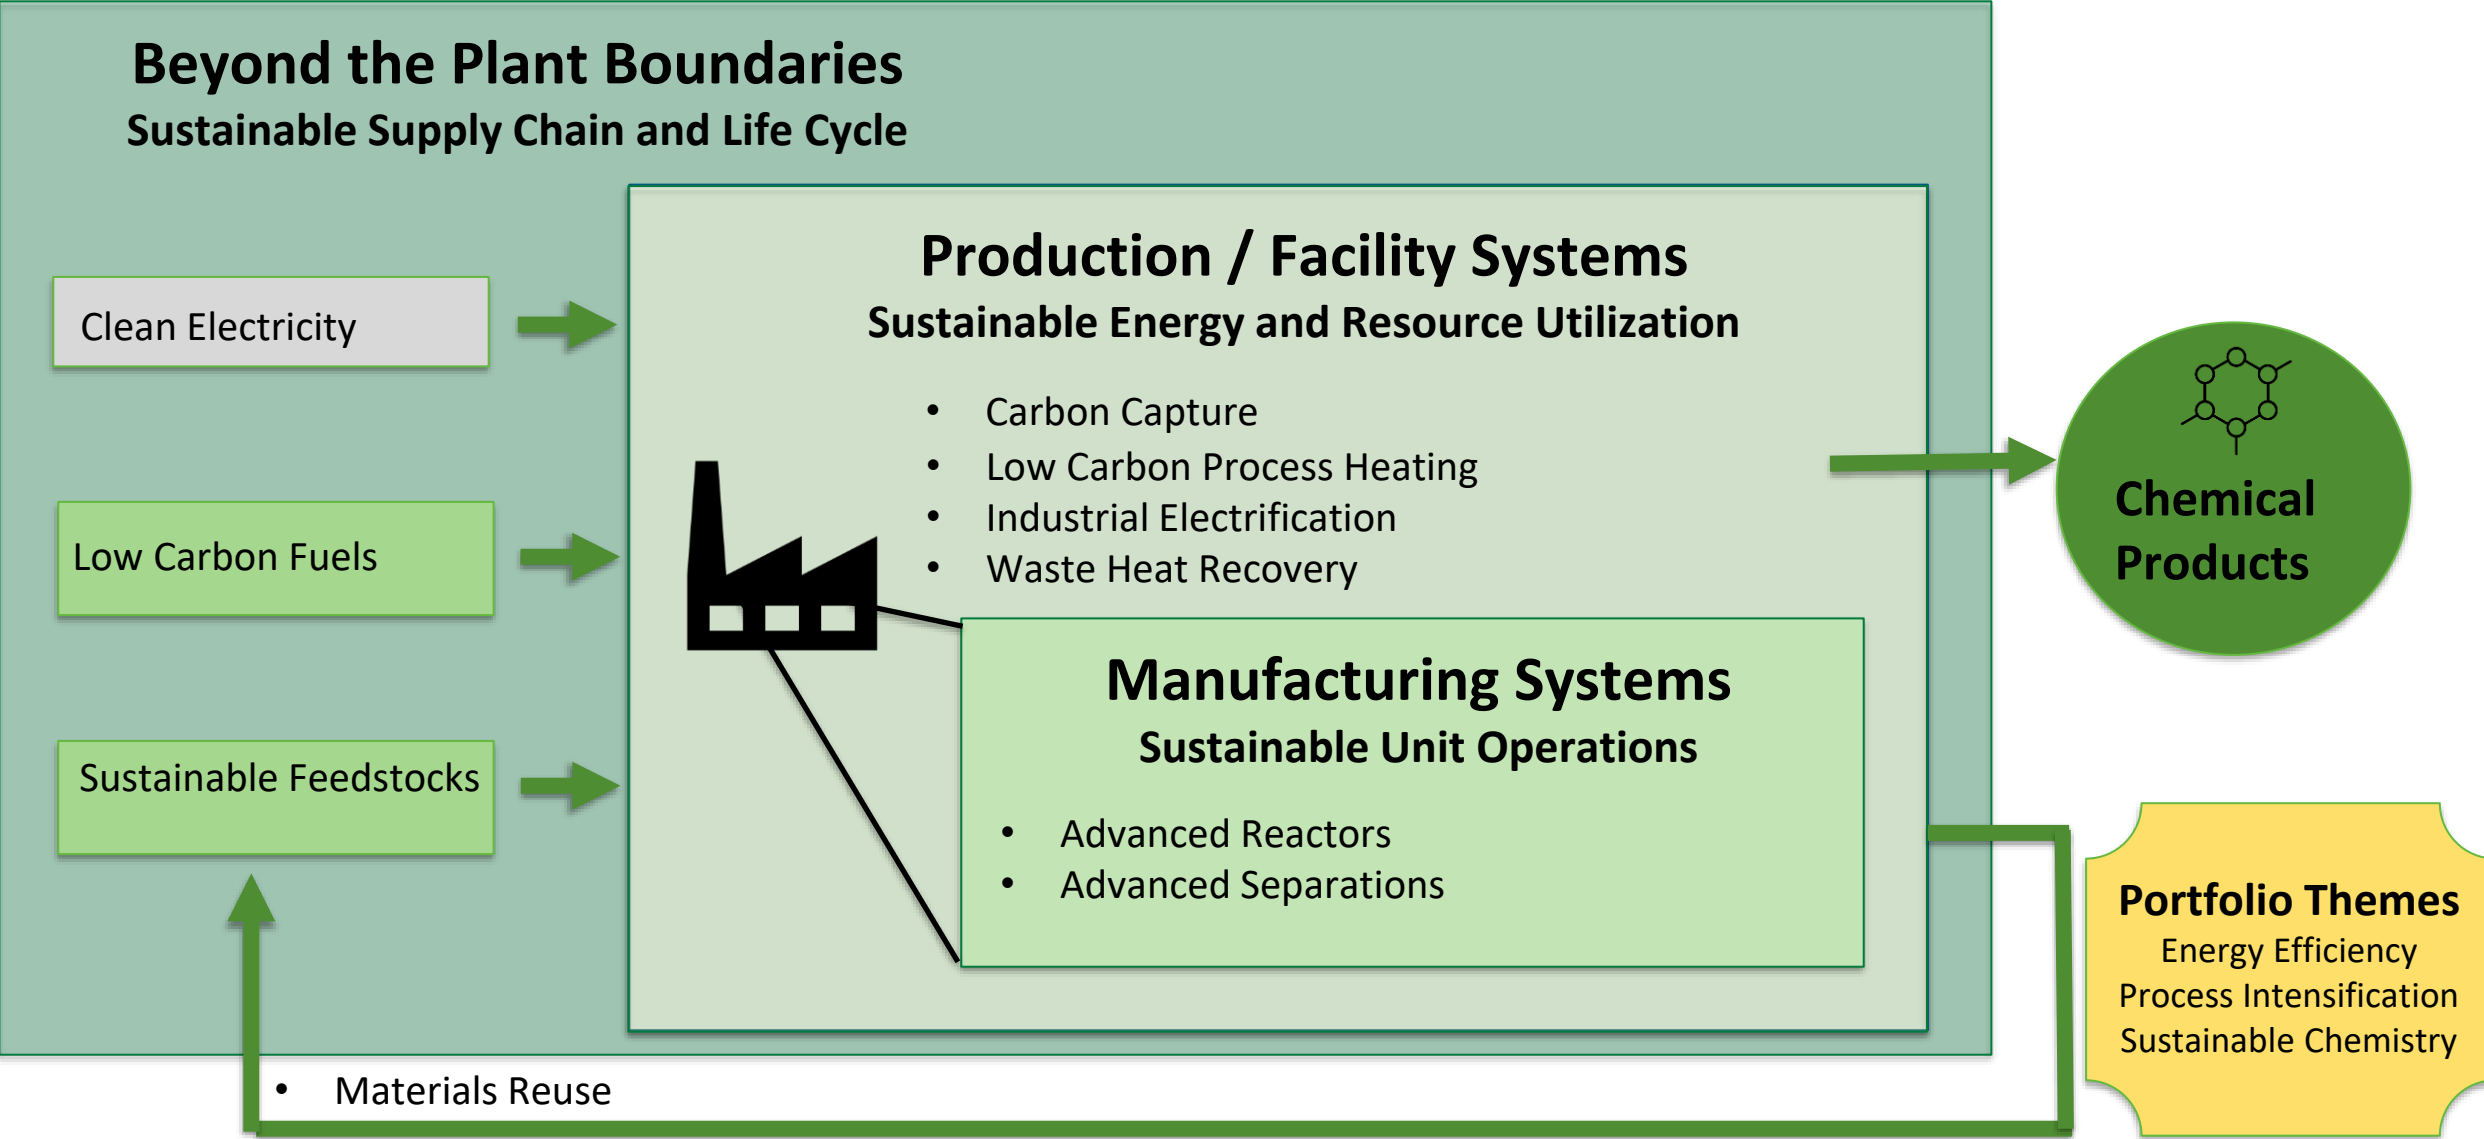 Beyond the Plant Boundaries
Sustainable Supply Chain and Life Cycle
Clean Electricity
Low Carbon Fuels
Sustainable Feedstocks
Production / Facility Systems
Sustainable Energy and Resource Utilization
• Carbon Capture
• Low Carbon Process Heating
• Industrial Electrification
• Waste Heat Recovery
Manufacturing Systems
Sustainable Unit Operations
• Advanced Reactors
• Advanced Separations
Chemical
Products
Portfolio Themes
Energy Efficiency
Process Intensification
Sustainable Chemistry
• Materials Reuse